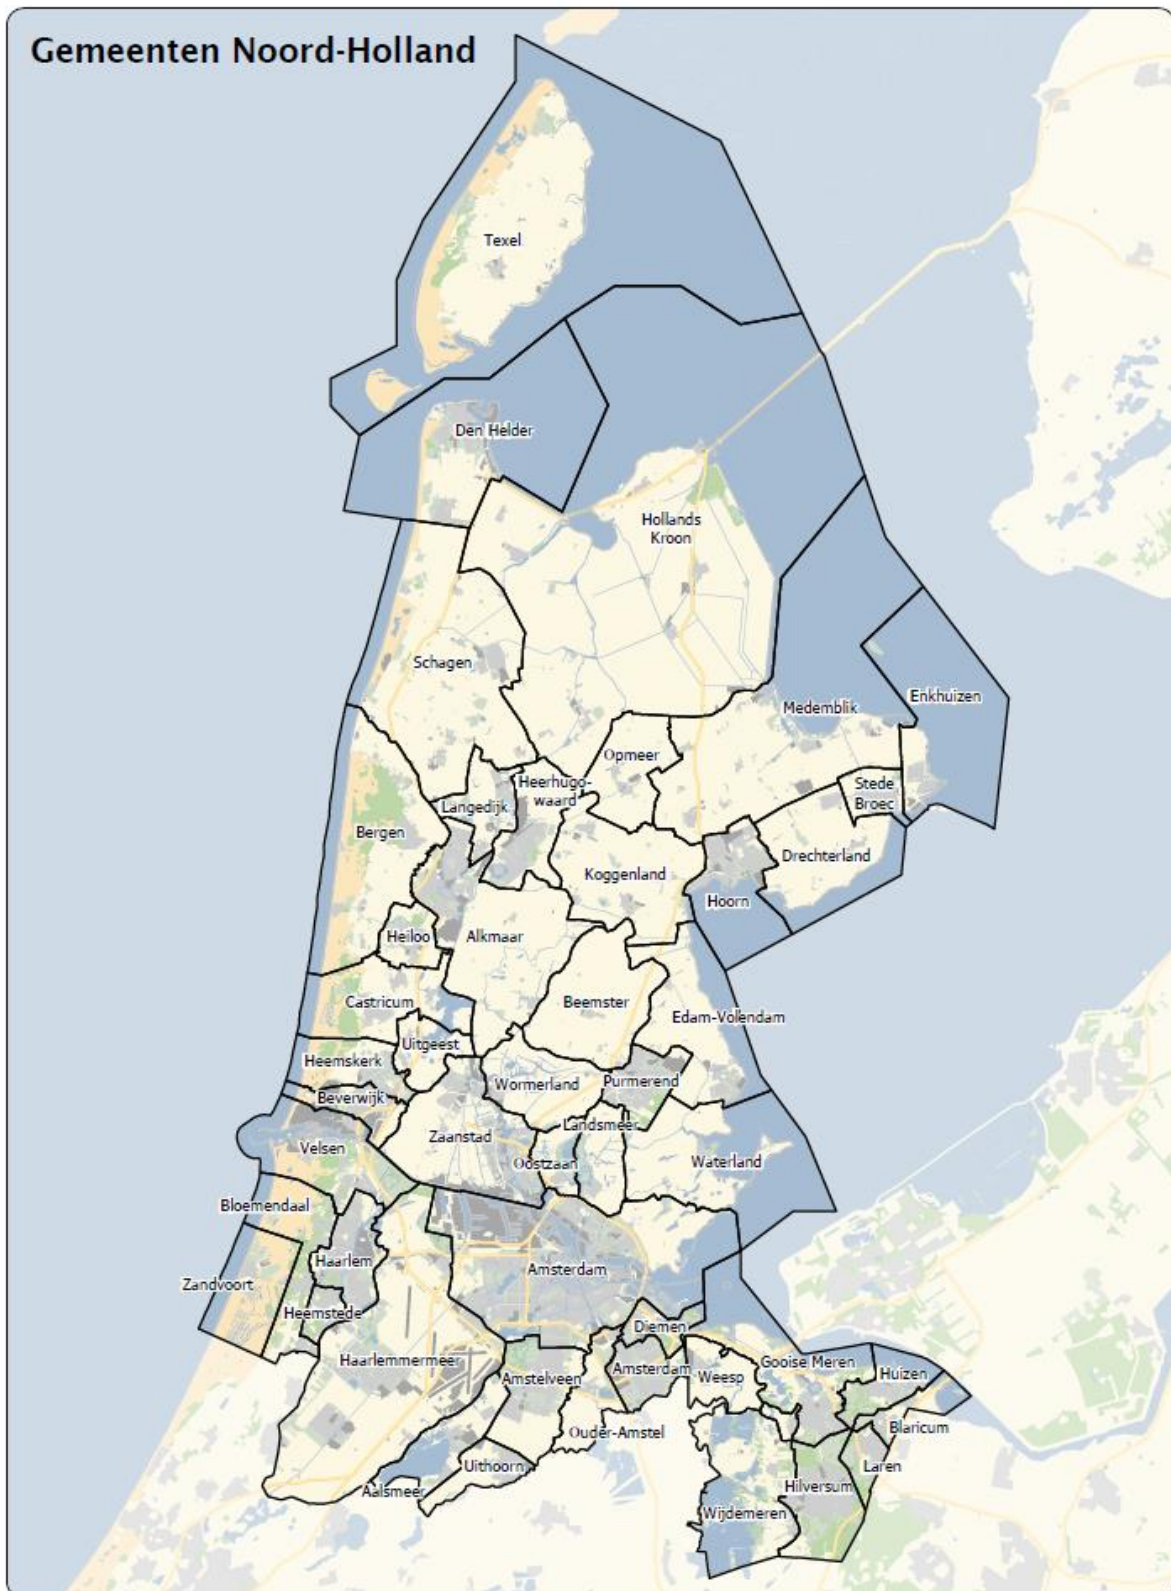 Gemeenten Noord-Holland
Texel
Den Helder
Hollands
Kroon
Schagen
Enkhuizen
Medemblik
Opmeer
Heerhugo-
waard
Stede
Broec
Langedijk
Bergen
Drechterland
Koggenland
Hoorn
Heiloo
Alkmaar
Castricum
Beemster
Edam-Volendam
Uitgeest
Heemskerk
Wormerland
Purmerend
Beverwijk
Landsmeer
Zaanstad
Velsen
Oostzaan
Waterland
Bloemendaal
Haarlem
Amsterdam
Zandvoort
Heemstede
Diemen
Haarlemmermeer
Gooise Meren
Amsterdam
Huizen
Amstelveen
Weesp
Blaricum
Ouder-Amstel
Uithoorn
Laren
Hilversum
Aalsmeer
Wijdemeren